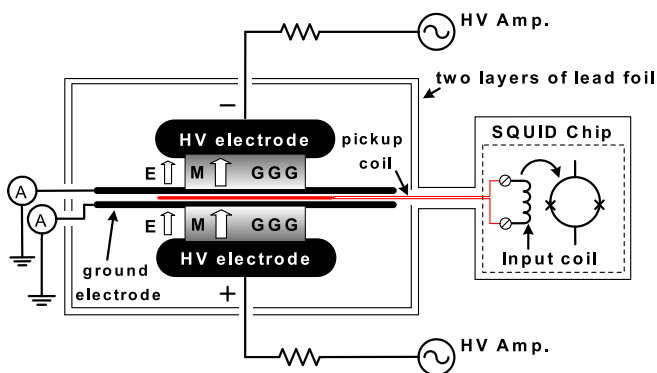 HV Amp.
two layers of lead foil
−
HV electrode
pickup
coil
SQUID Chip
E M GGG
A
A
GGG
E M GGG
HV electrode
Input coil
ground
electrode
+
HV Amp.